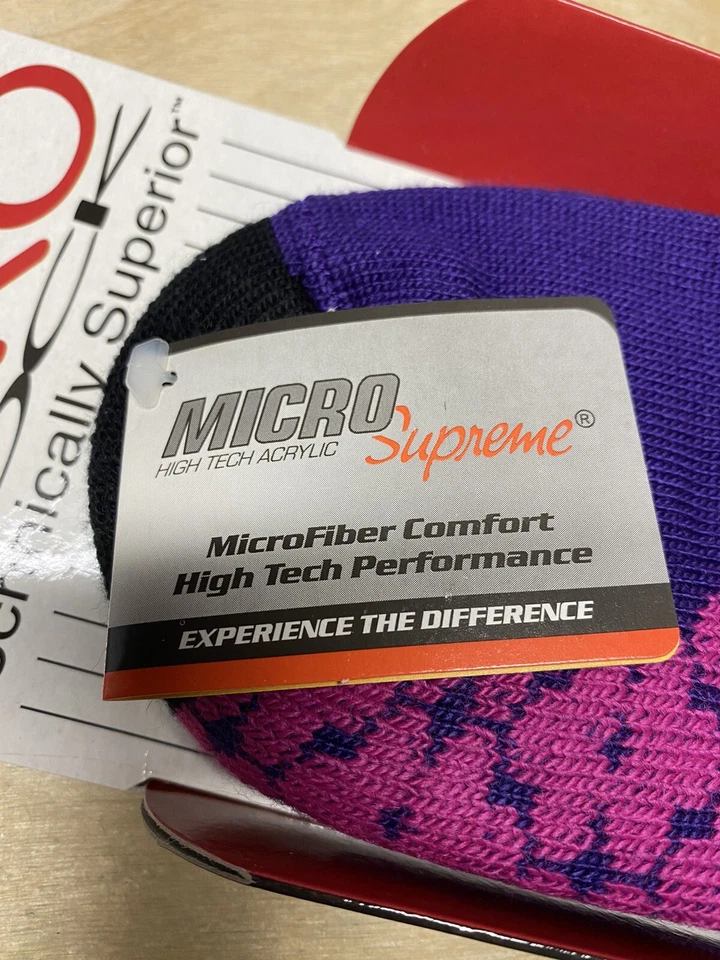 MICRO Supreme®
HIGH TECH ACRYLIC
MicroFiber Comfort
High Tech Performance
EXPERIENCE THE DIFFERENCE
Superior™